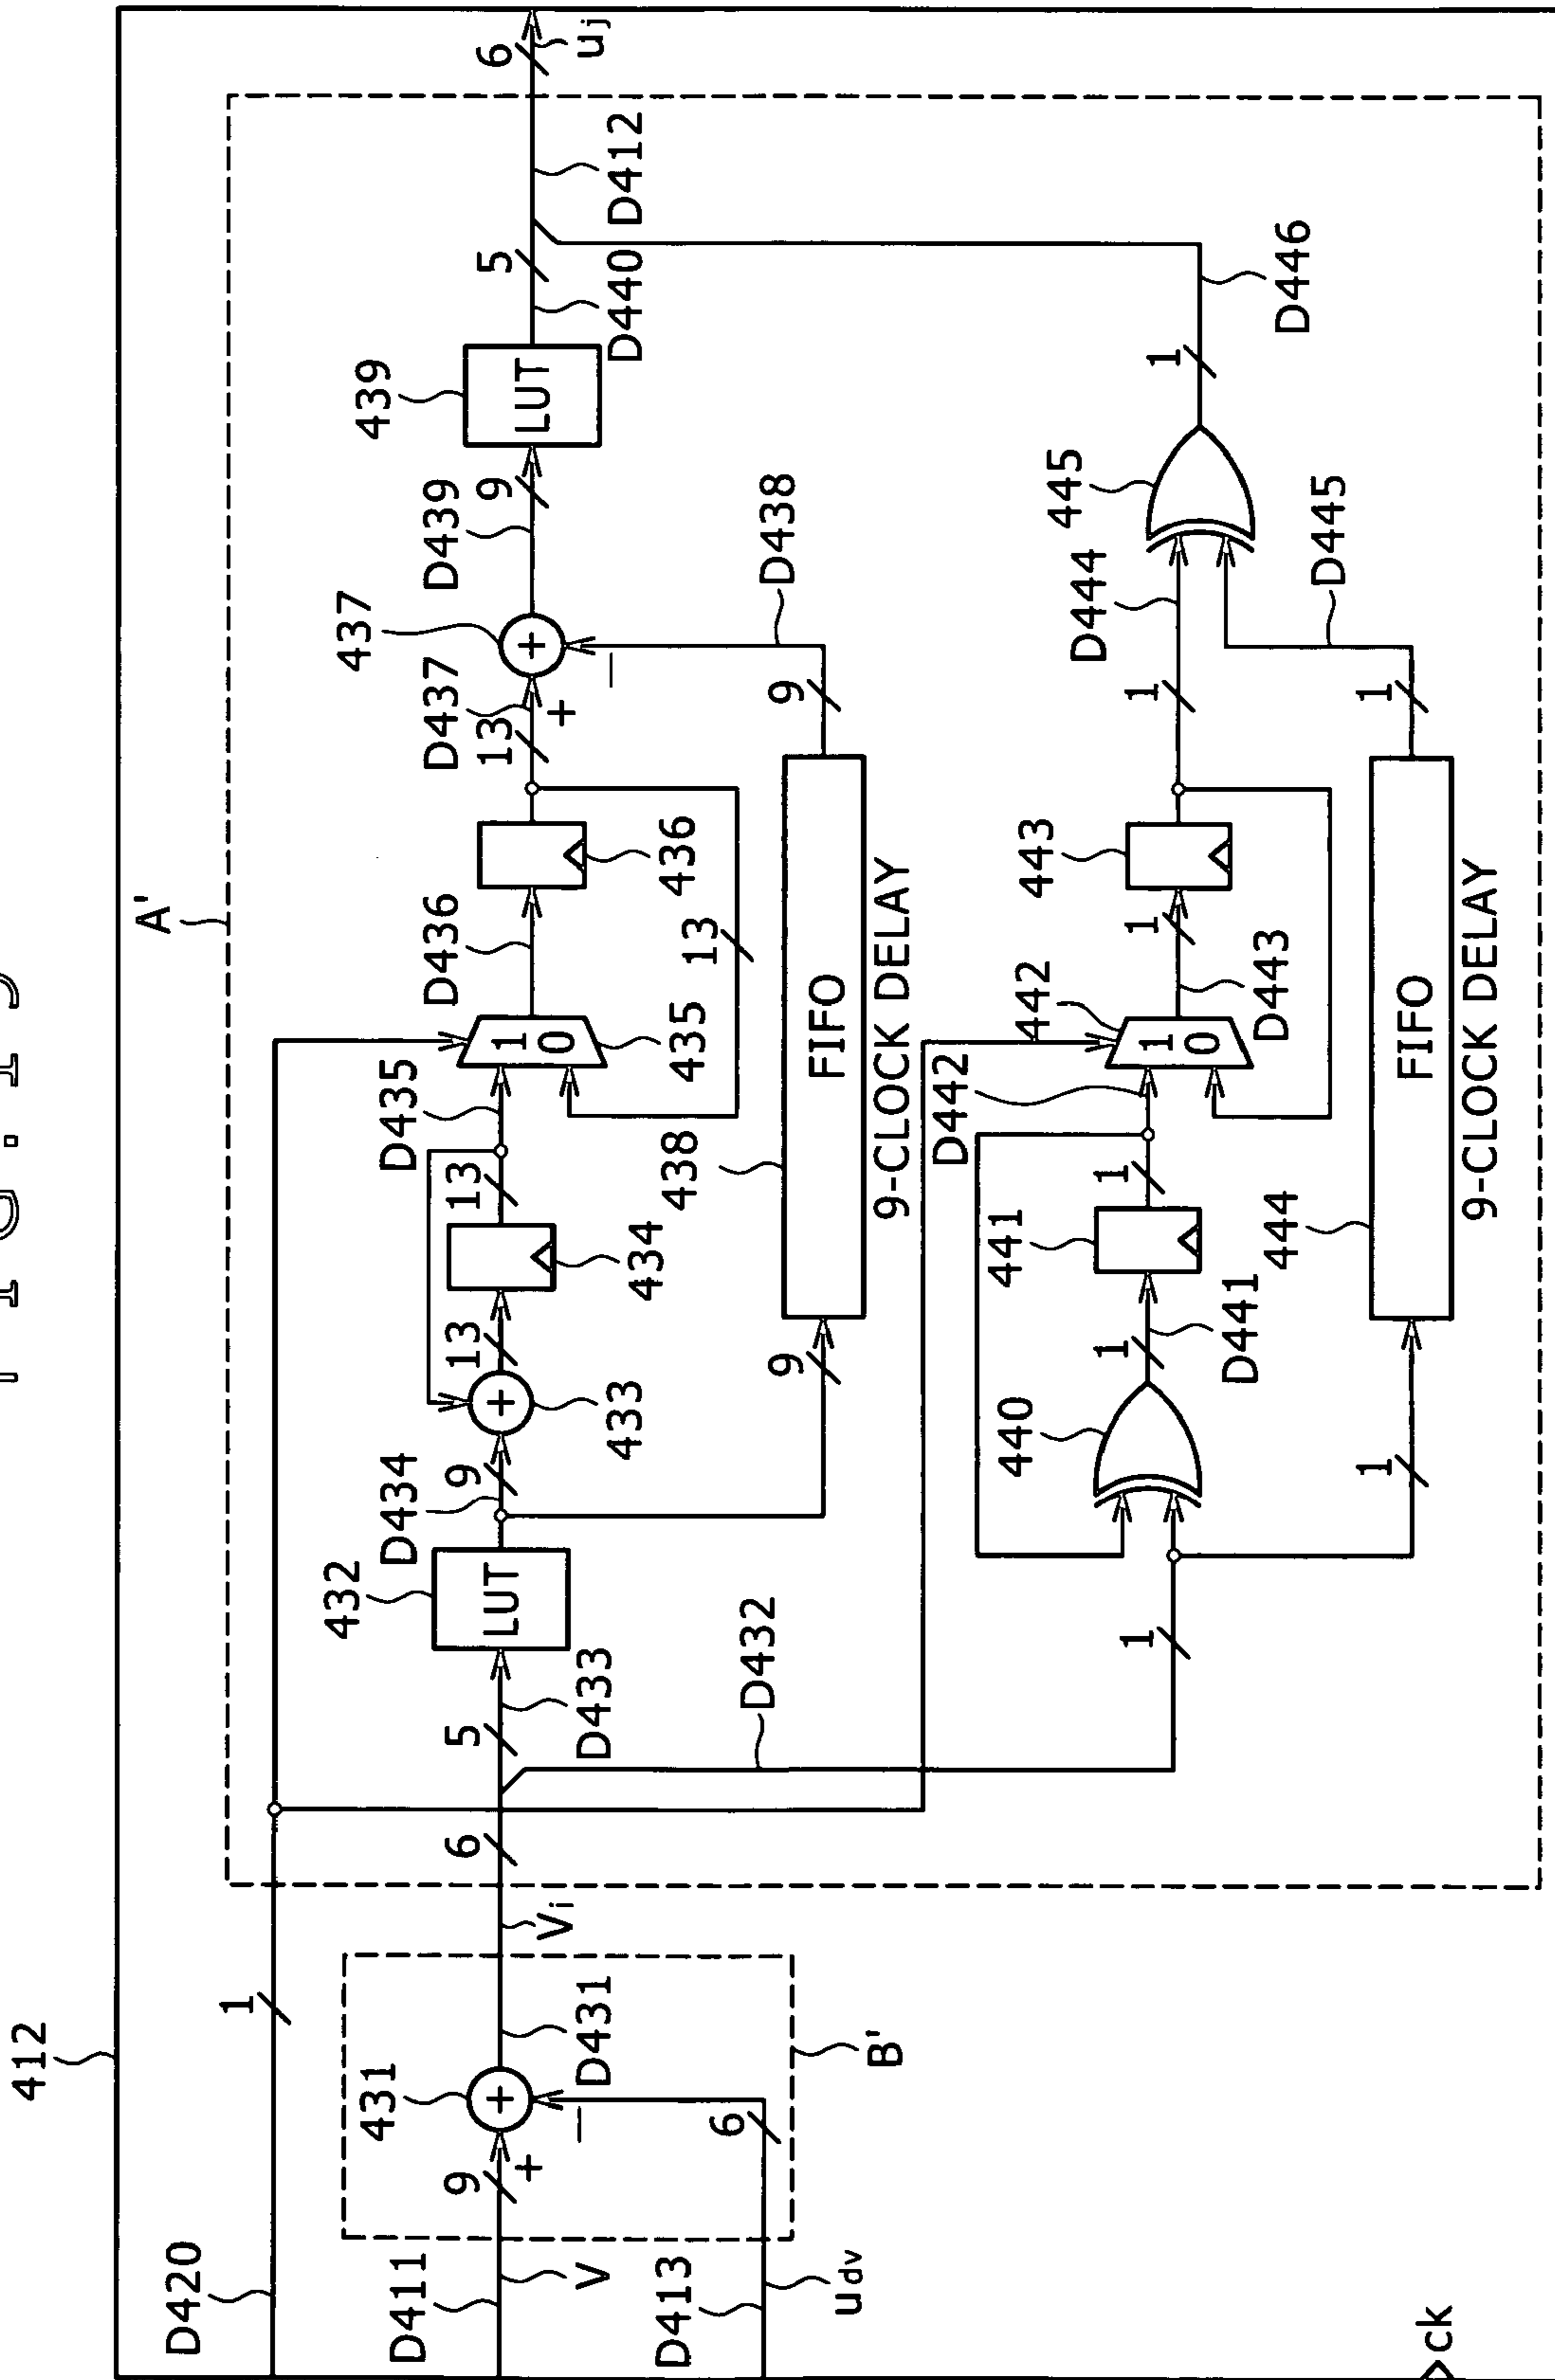 412
A'
D420
1
6
uj
431
432
D434
433
13
D435
D436
437
D437
D439
439
D411
9
+
V
D431
Vi
6
5
D433
LUT
9
+
13
434
13
1
0
435
436
13
+
+
9
LUT
5
D440
D412
+
−
D413
6
udv
B'
D432
9
438
FIFO
9-CLOCK DELAY
13
−
9
D438
1
440
1
D441
441
1
D442
442
1
0
D443
1
443
1
D444
445
1
D446
1
444
FIFO
9-CLOCK DELAY
1
D445
ck